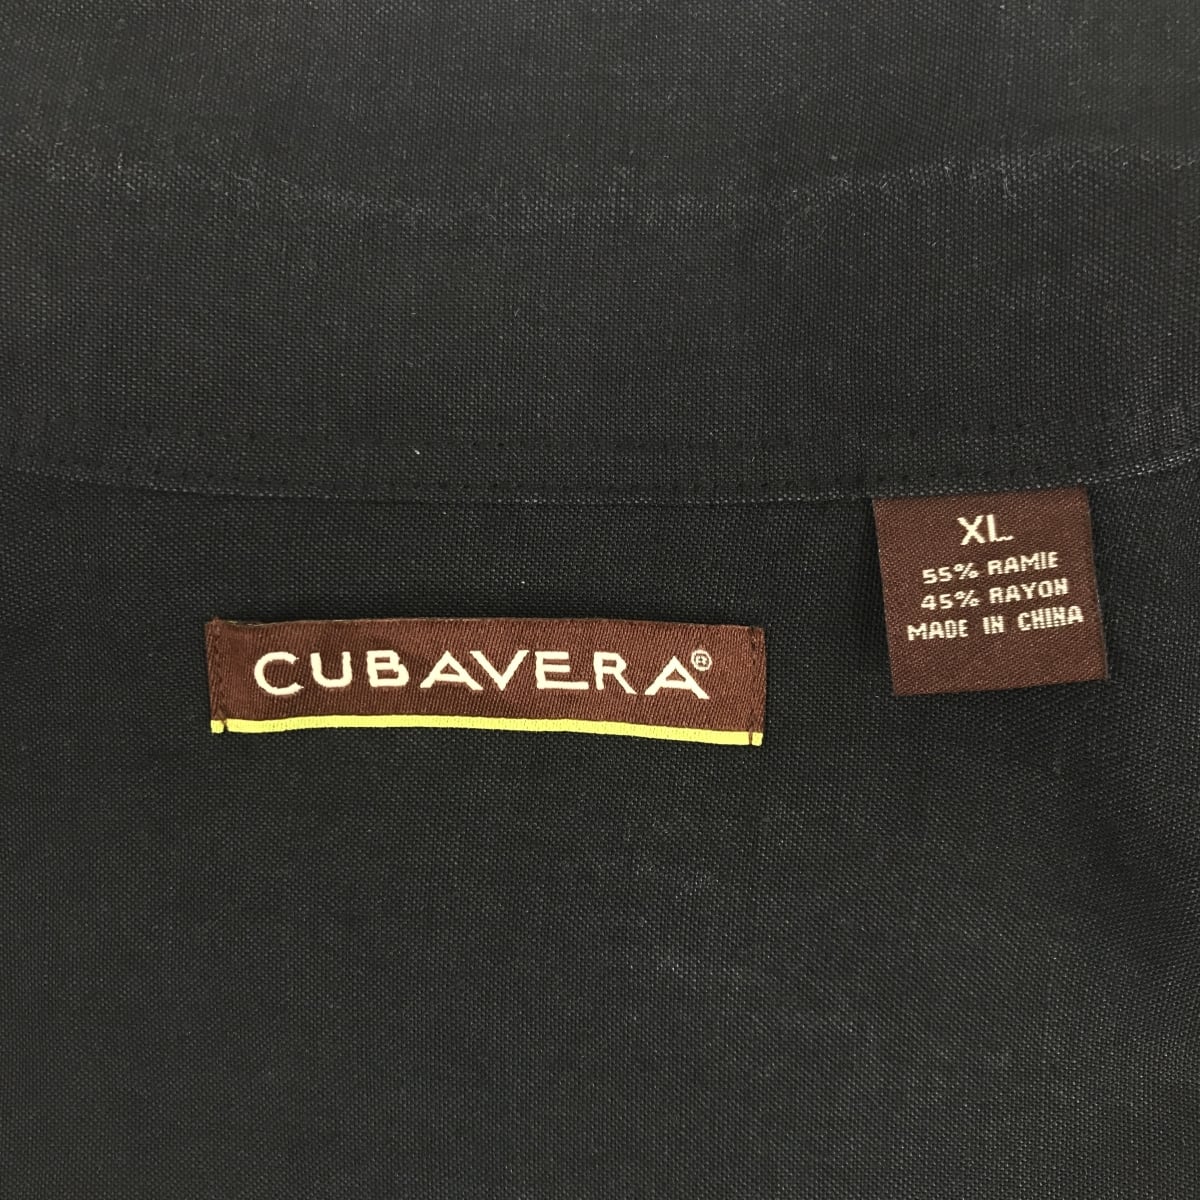 CUBAVERA®
XL
55% RAMIE
45% RAYON
MADE IN CHINA